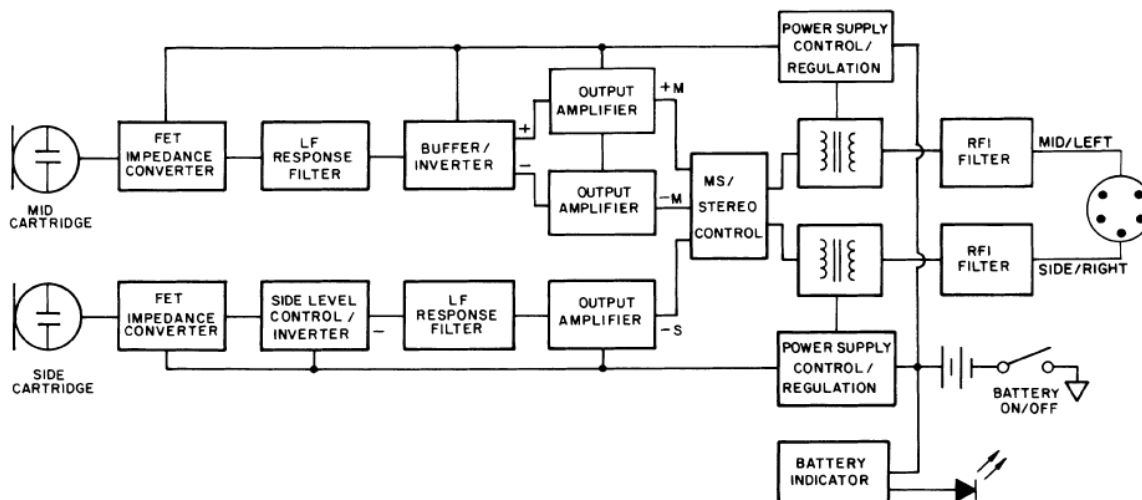 POWER SUPPLY
CONTROL/
REGULATION
FET
IMPEDANCE
CONVERTER
LF
RESPONSE
FILTER
BUFFER/
INVERTER
+
-
OUTPUT
AMPLIFIER
+M
OUTPUT
AMPLIFIER
-M
MS/
STEREO
CONTROL
RFI
FILTER
MID/LEFT
MID
CARTRIDGE
FET
IMPEDANCE
CONVERTER
SIDE LEVEL
CONTROL/
INVERTER
-
LF
RESPONSE
FILTER
OUTPUT
AMPLIFIER
-S
RFI
FILTER
SIDE/RIGHT
SIDE
CARTRIDGE
POWER SUPPLY
CONTROL/
REGULATION
BATTERY
ON/OFF
BATTERY
INDICATOR